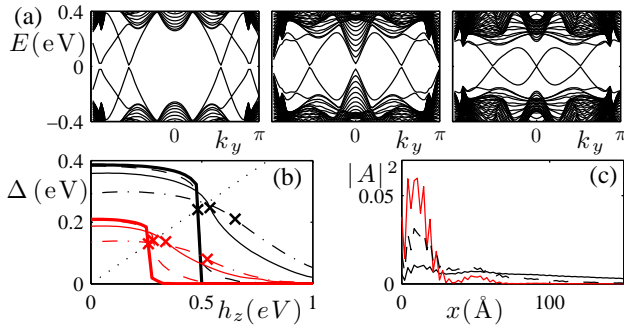 (a)
0.4
E(eV)
0
−0.4
0 k_y π
0 k_y π
0 k_y π
0.4 (b)
Δ (eV)
0.2
0
0 0.5 h_z(eV) 1
|A|² (c)
0.05
0
0 x(Å) 100